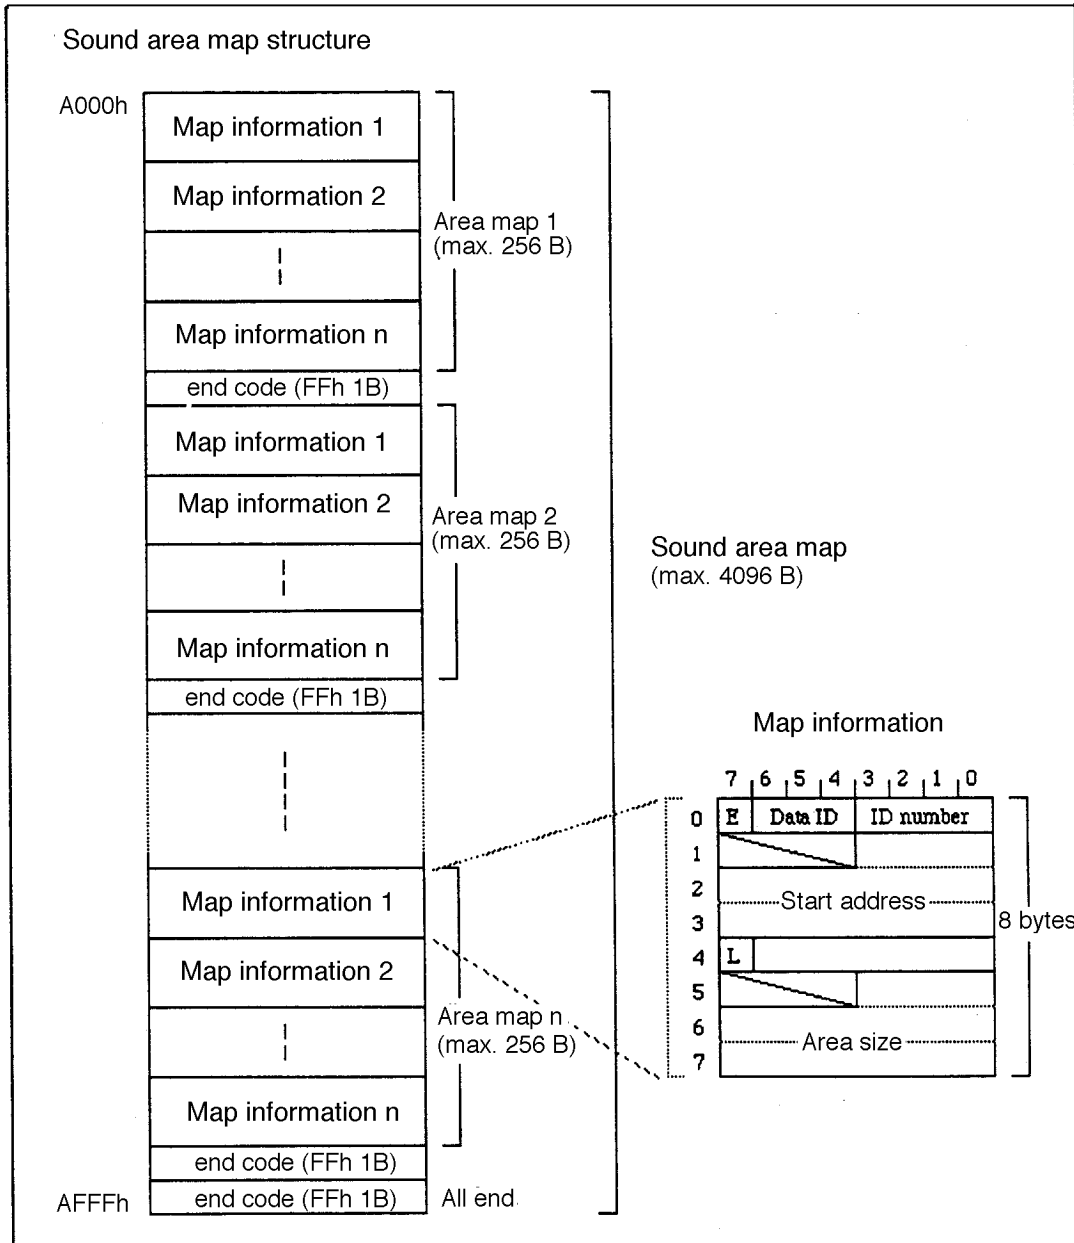 Sound area map structure
A000h
Map information 1
Map information 2
Area map 1
(max. 256 B)
Map information n
end code (FFh 1B)
Map information 1
Map information 2
Area map 2
(max. 256 B)
Map information n
end code (FFh 1B)
Sound area map
(max. 4096 B)
Map information 1
Map information 2
Area map n
(max. 256 B)
Map information n
end code (FFh 1B)
AFFFh end code (FFh 1B) All end
Map information
7 6 5 4 3 2 1 0
0 E Data ID ID number
1
2
Start address
3
8 bytes
4 L
5
6
Area size
7